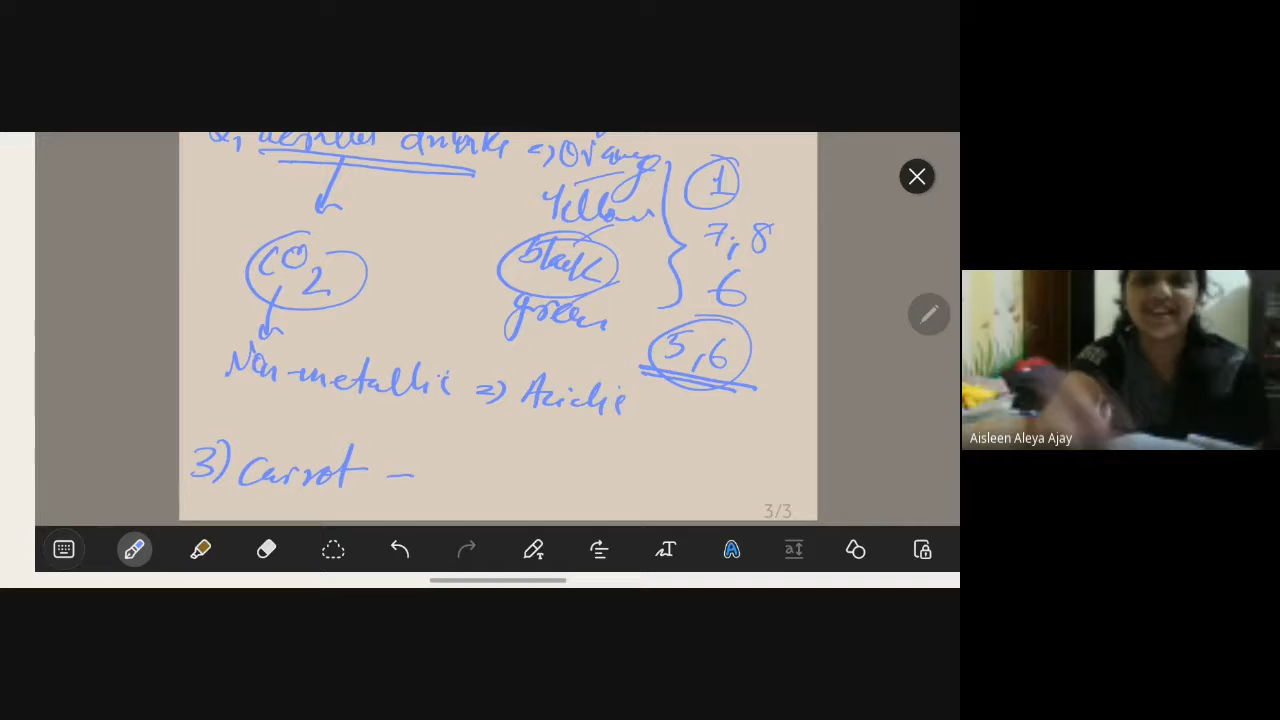 drinks => Orange
Yellow
black
green
1
7, 8
6
5, 6
CO2
Non-metallic => Acidic
3) Carrot -
3/3
Aisleen Aleya Ajay